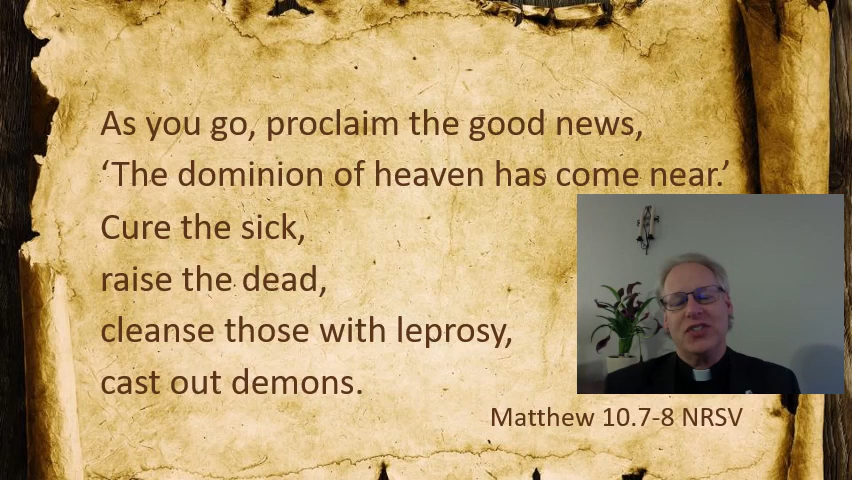 As you go, proclaim the good news,
‘The dominion of heaven has come near.’
Cure the sick,
raise the dead,
cleanse those with leprosy,
cast out demons.
Matthew 10.7-8 NRSV